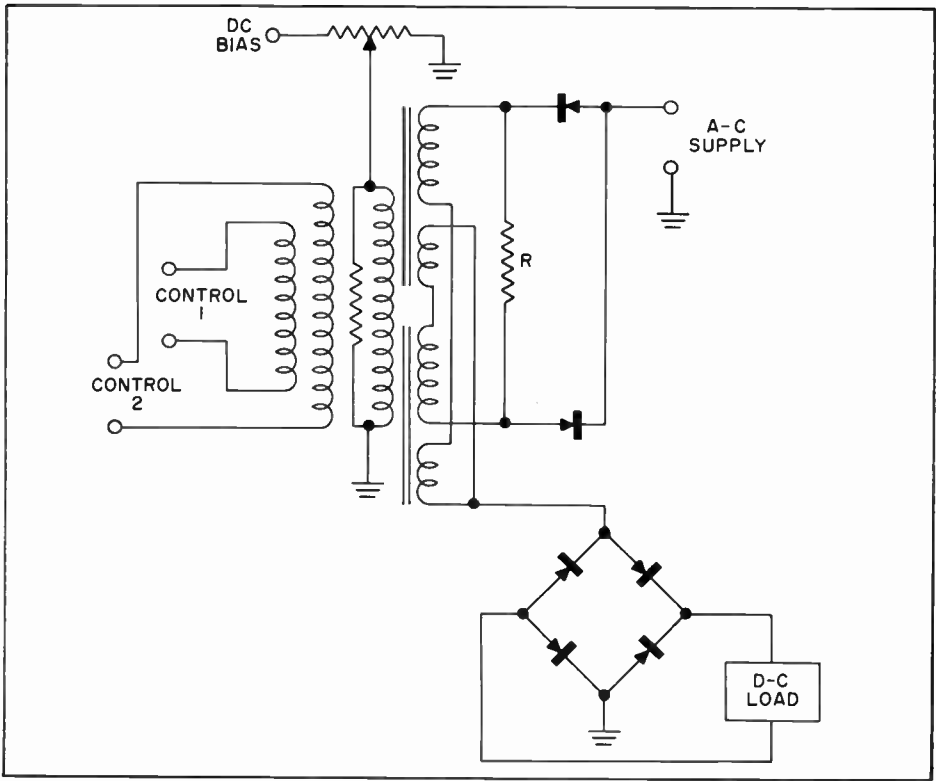 DC
BIAS
A-C
SUPPLY
R
CONTROL
1
CONTROL
2
D-C
LOAD